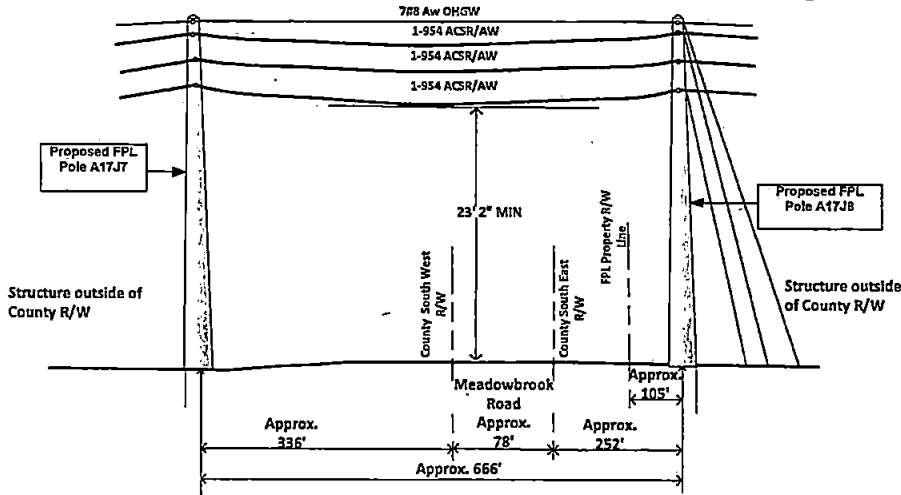 7#8 Aw OHGW
1-954 ACSR/AW
1-954 ACSR/AW
1-954 ACSR/AW
Proposed FPL
Pole A17J7
Proposed FPL
Pole A17J8
23' 2" MIN
Structure outside of
County R/W
County South West
R/W
County South East
R/W
FPL Property R/W
Line
Structure outside
of County R/W
Meadowbrook
Road
Approx.
78'
Approx.
105'
Approx.
336'
Approx.
252'
Approx. 666'